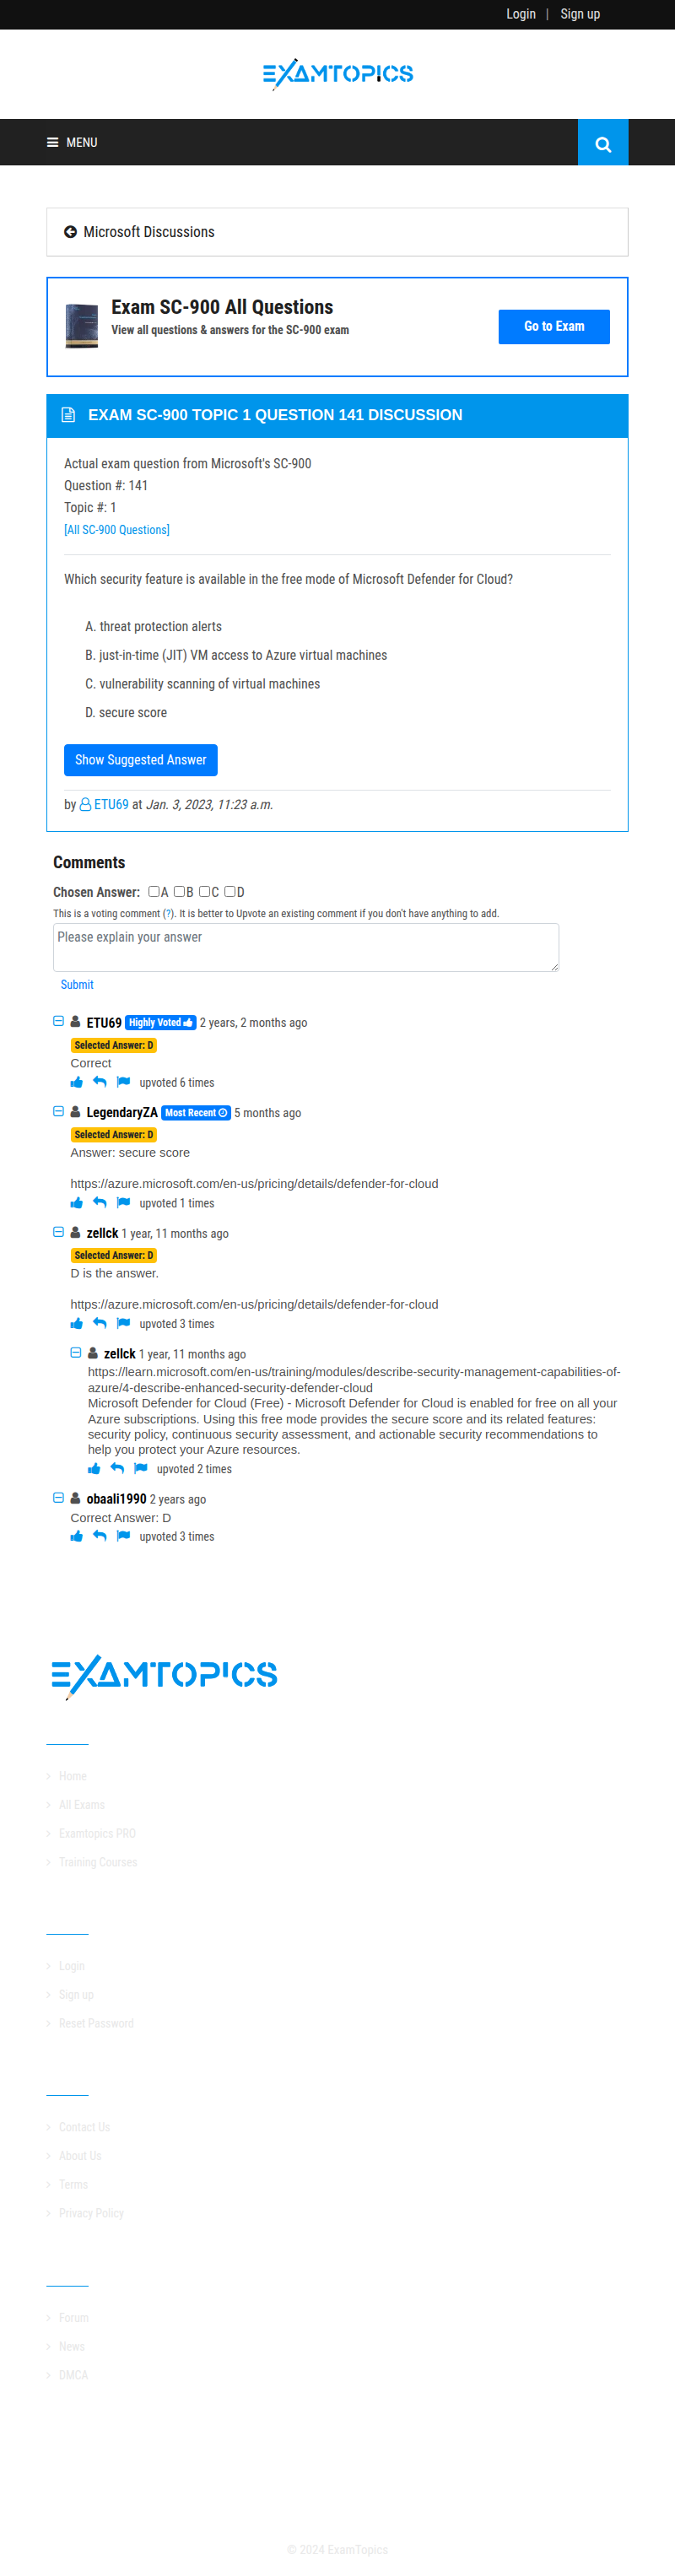 Login | Sign up
EXAMTOPICS
MENU
Microsoft Discussions
Exam SC-900 All Questions
View all questions & answers for the SC-900 exam
Go to Exam
EXAM SC-900 TOPIC 1 QUESTION 141 DISCUSSION
Actual exam question from Microsoft's SC-900
Question #: 141
Topic #: 1
[All SC-900 Questions]
Which security feature is available in the free mode of Microsoft Defender for Cloud?
A. threat protection alerts
B. just-in-time (JIT) VM access to Azure virtual machines
C. vulnerability scanning of virtual machines
D. secure score
Show Suggested Answer
by ETU69 at Jan. 3, 2023, 11:23 a.m.
Comments
Chosen Answer: A B C D
This is a voting comment (?). It is better to Upvote an existing comment if you don't have anything to add.
Please explain your answer
Submit
ETU69 Highly Voted 2 years, 2 months ago
Selected Answer: D
Correct
upvoted 6 times
LegendaryZA Most Recent 5 months ago
Selected Answer: D
Answer: secure score
https://azure.microsoft.com/en-us/pricing/details/defender-for-cloud
upvoted 1 times
zellck 1 year, 11 months ago
Selected Answer: D
D is the answer.
https://azure.microsoft.com/en-us/pricing/details/defender-for-cloud
upvoted 3 times
zellck 1 year, 11 months ago
https://learn.microsoft.com/en-us/training/modules/describe-security-management-capabilities-of-
azure/4-describe-enhanced-security-defender-cloud
Microsoft Defender for Cloud (Free) - Microsoft Defender for Cloud is enabled for free on all your
Azure subscriptions. Using this free mode provides the secure score and its related features:
security policy, continuous security assessment, and actionable security recommendations to
help you protect your Azure resources.
upvoted 2 times
obaali1990 2 years ago
Correct Answer: D
upvoted 3 times
EXAMTOPICS
Home
All Exams
Examtopics PRO
Training Courses
Login
Sign up
Reset Password
Contact Us
About Us
Terms
Privacy Policy
Forum
News
DMCA
© 2024 ExamTopics